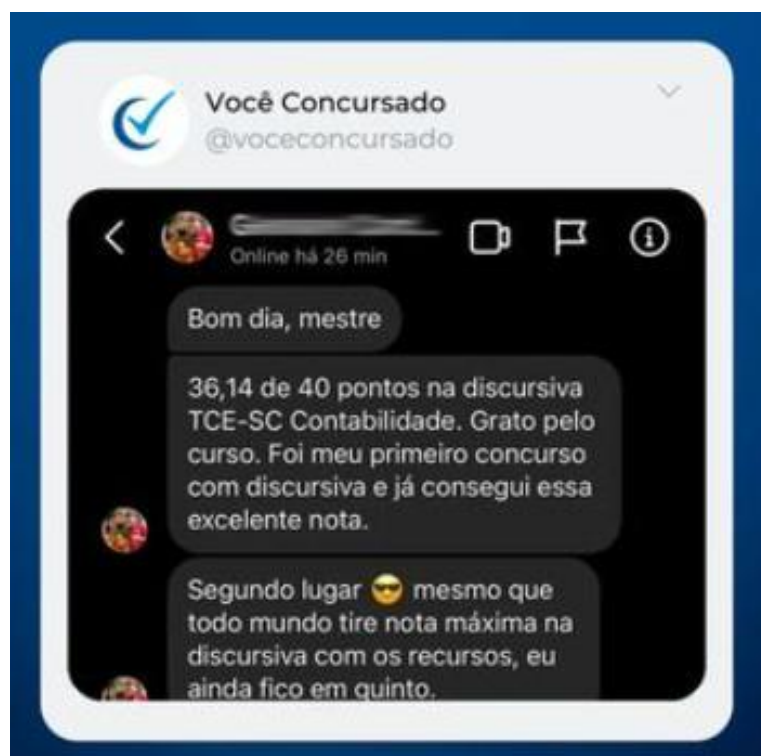 Você Concursado
@voceconcursado
Online há 26 min
Bom dia, mestre
36,14 de 40 pontos na discursiva
TCE-SC Contabilidade. Grato pelo
curso. Foi meu primeiro concurso
com discursiva e já consegui essa
excelente nota.
Segundo lugar 😎 mesmo que
todo mundo tire nota máxima na
discursiva com os recursos, eu
ainda fico em quinto.